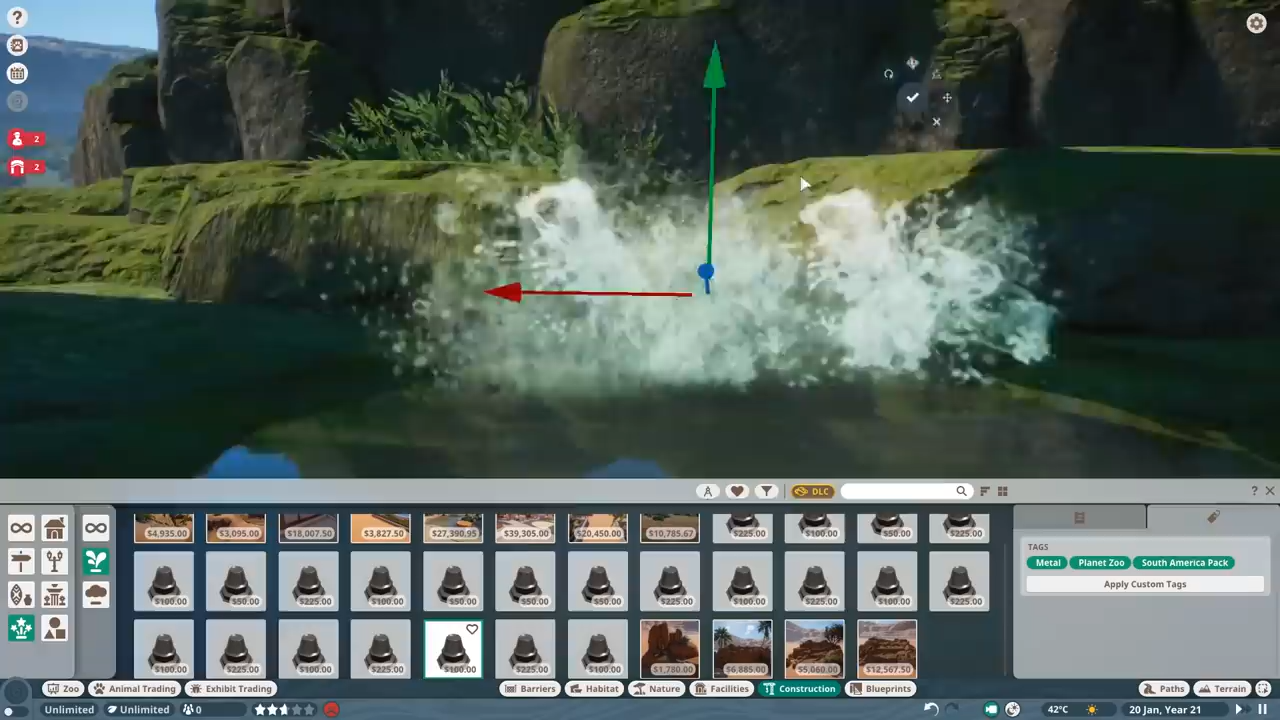 ?
2
2
DLC
? ×
$4,935.00 $3,095.00 $18,007.50 $3,827.50 $27,390.95 $39,305.00 $20,450.00 $10,785.67 $225.00 $100.00 $50.00 $225.00
$100.00 $50.00 $225.00 $100.00 $50.00 $50.00 $50.00 $225.00 $100.00 $225.00 $100.00 $225.00
$100.00 $225.00 $100.00 $225.00 $100.00 $225.00 $100.00 $1,780.00 $6,885.00 $5,060.00 $12,567.50
TAGS
Metal Planet Zoo South America Pack
Apply Custom Tags
Zoo Animal Trading Exhibit Trading Barriers Habitat Nature Facilities Construction Blueprints Paths Terrain
Unlimited Unlimited 0 42°C 20 Jan, Year 21